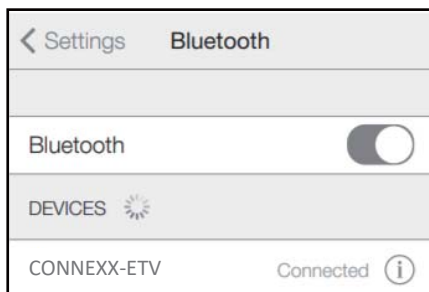 Settings Bluetooth
Bluetooth
DEVICES
CONNEXX-ETV Connected i